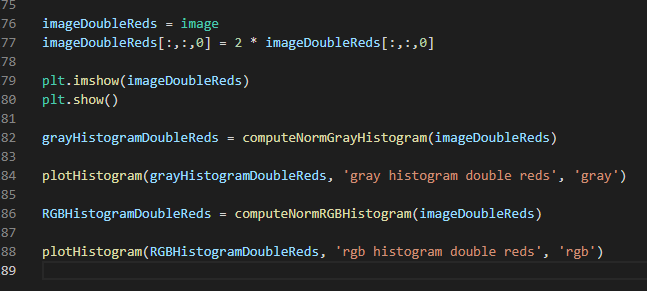 75
76 imageDoubleReds = image
77 imageDoubleReds[:,:,0] = 2 * imageDoubleReds[:,:,0]
78
79 plt.imshow(imageDoubleReds)
80 plt.show()
81
82 grayHistogramDoubleReds = computeNormGrayHistogram(imageDoubleReds)
83
84 plotHistogram(grayHistogramDoubleReds, 'gray histogram double reds', 'gray')
85
86 RGBHistogramDoubleReds = computeNormRGBHistogram(imageDoubleReds)
87
88 plotHistogram(RGBHistogramDoubleReds, 'rgb histogram double reds', 'rgb')
89